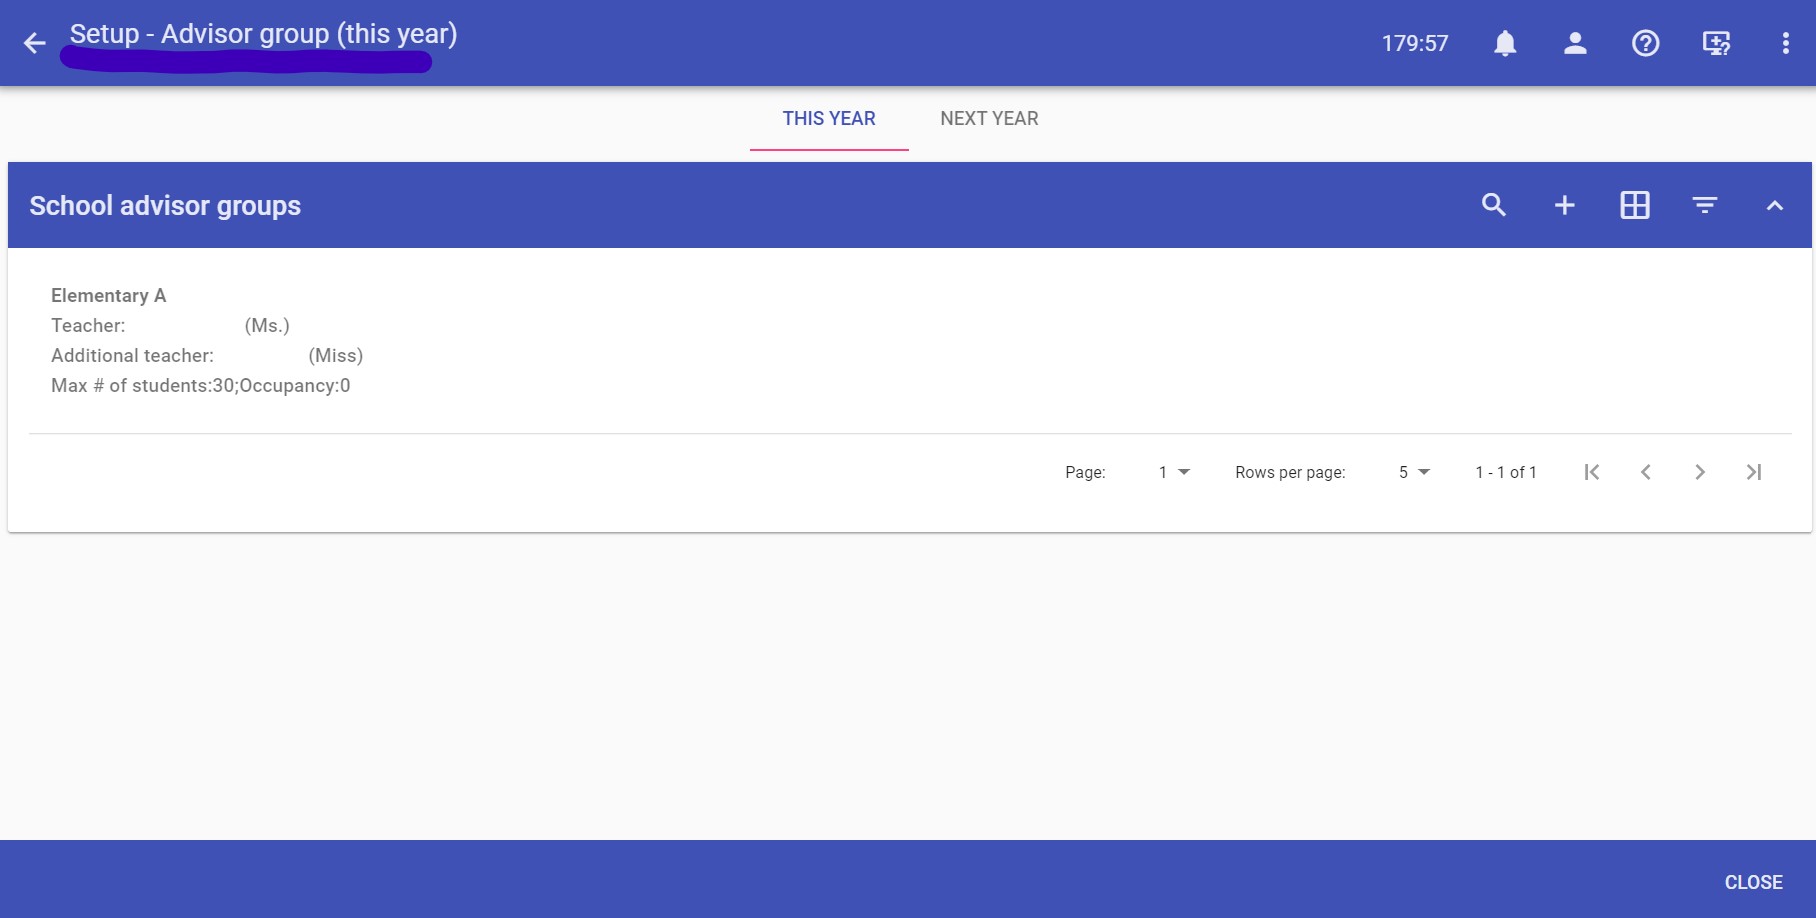 Setup - Advisor group (this year)
179:57
THIS YEAR
NEXT YEAR
School advisor groups
Elementary A
Teacher: (Ms.)
Additional teacher: (Miss)
Max # of students:30;Occupancy:0
Page: 1 Rows per page: 5 1 - 1 of 1
CLOSE